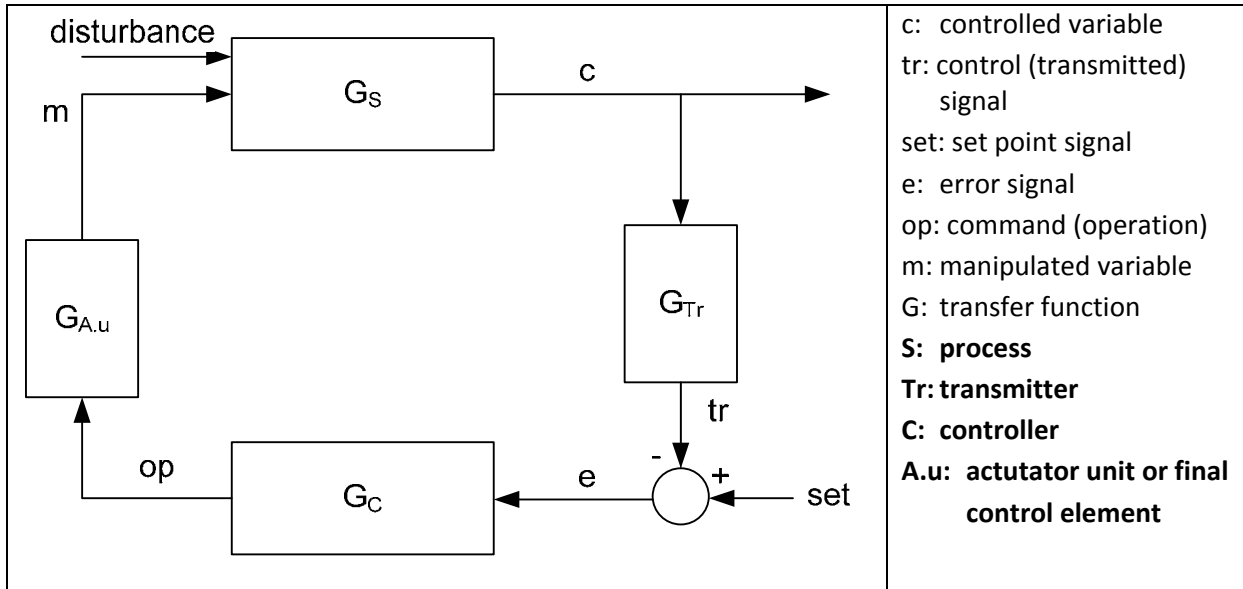 disturbance
m
G_S
c
G_A.u
G_Tr
tr
-
+
set
e
G_C
op
c: controlled variable
tr: control (transmitted)
signal
set: set point signal
e: error signal
op: command (operation)
m: manipulated variable
G: transfer function
S: process
Tr: transmitter
C: controller
A.u: actutator unit or final
control element